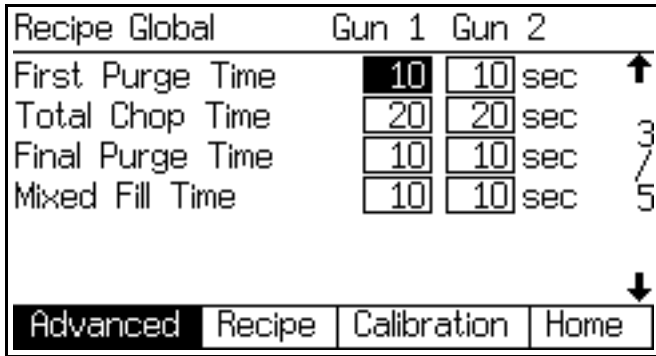 Recipe Global Gun 1 Gun 2
First Purge Time 10 10 sec
Total Chop Time 20 20 sec
Final Purge Time 10 10 sec
Mixed Fill Time 10 10 sec
3/5
Advanced Recipe Calibration Home